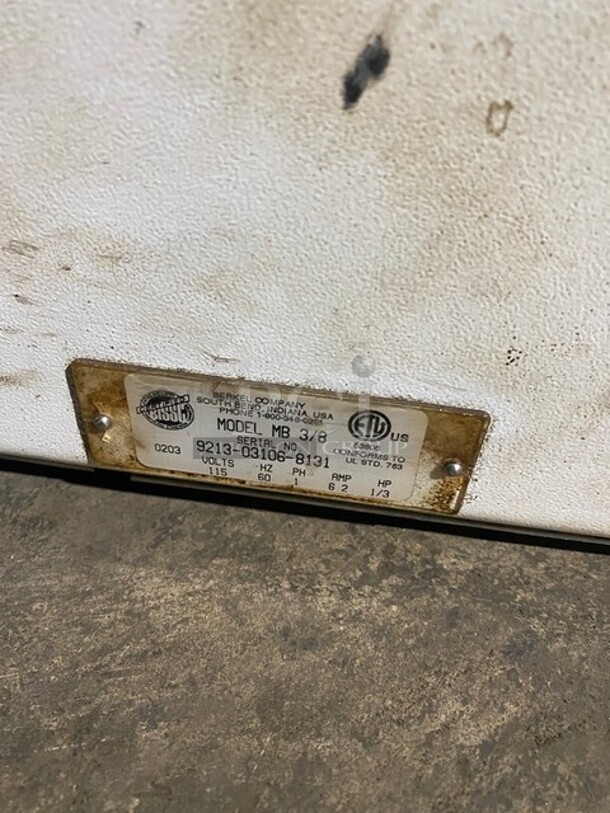 BERKEL COMPANY
SOUTH BEND, INDIANA, USA
MODEL MB 3/8
SERIAL NO
0203 9213-03106-8131
VOLTS HZ PH AMP HP
115 60 1 6 2 1/3
US
CONFORMS TO
UL STD. 763